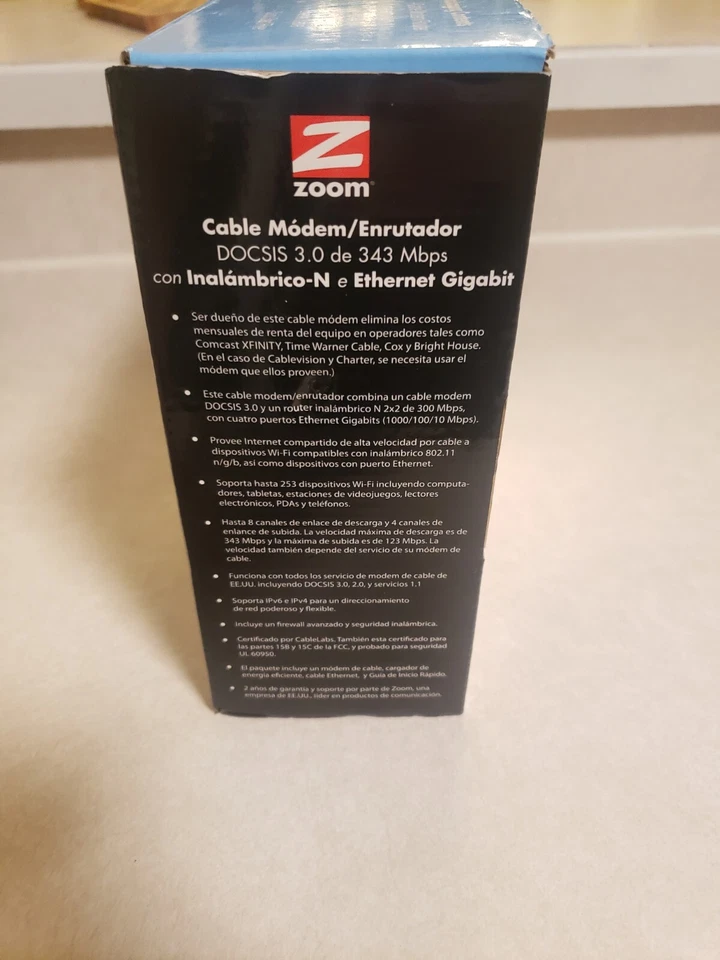 Z
zoom
Cable Módem/Enrutador
DOCSIS 3.0 de 343 Mbps
con Inalámbrico-N e Ethernet Gigabit
• Ser dueño de este cable módem elimina los costos
mensuales de renta del equipo en operadores tales como
Comcast XFINITY, Time Warner Cable, Cox y Bright House.
(En el caso de Cablevision y Charter, se necesita usar el
módem que ellos proveen.)
• Este cable modem/enrutador combina un cable modem
DOCSIS 3.0 y un router inalámbrico N 2x2 de 300 Mbps,
con cuatro puertos Ethernet Gigabits (1000/100/10 Mbps).
• Provee Internet compartido de alta velocidad por cable a
dispositivos Wi-Fi compatibles con inalámbrico 802.11
n/g/b, asi como dispositivos con puerto Ethernet.
• Soporta hasta 253 dispositivos Wi-Fi incluyendo computa-
dores, tabletas, estaciones de videojuegos, lectores
electrónicos, PDAs y teléfonos.
• Hasta 8 canales de enlace de descarga y 4 canales de
enlance de subida. La velocidad máxima de descarga es de
343 Mbps y la máxima de subida es de 123 Mbps. La
velocidad también depende del servicio de su módem de
cable.
• Funciona con todos los servicio de modem de cable de
EE.UU. incluyendo DOCSIS 3.0, 2.0, y servicios 1.1
• Soporta IPv6 e IPv4 para un direccionamiento
de red poderoso y flexible.
• Incluye un firewall avanzado y seguridad inalámbrica.
• Certificado por CableLabs. También esta certificado para
las partes 15B y 15C de la FCC, y probado para seguridad
UL 60950.
• El paquete incluye un módem de cable, cargador de
energia eficiente, cable Ethernet, y Guia de Inicio Rápido.
• 2 años de garantía y soporte por parte de Zoom, una
empresa de EE.UU., líder en productos de comunicación.